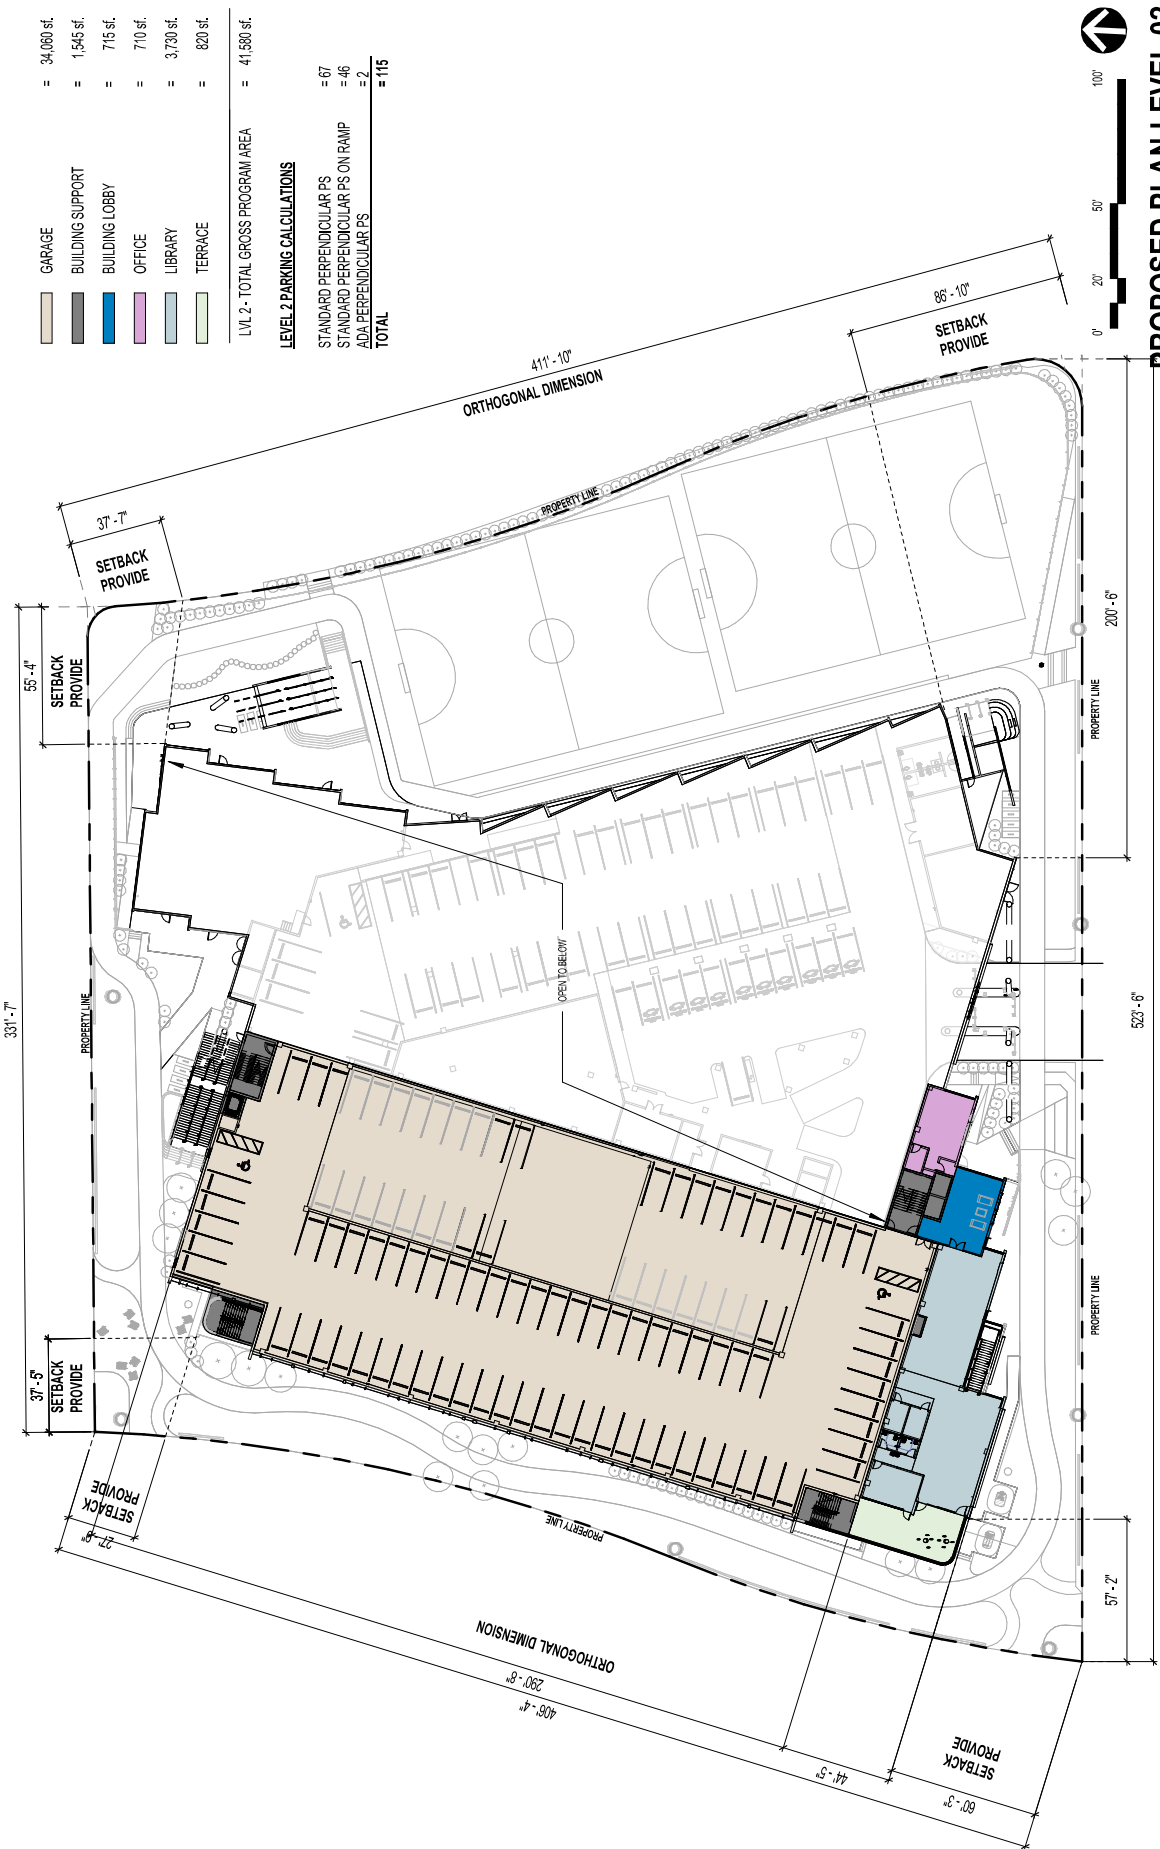 GARAGE = 34,060 sf.
BUILDING SUPPORT = 1,545 sf.
BUILDING LOBBY = 715 sf.
OFFICE = 710 sf.
LIBRARY = 3,730 sf.
TERRACE = 820 sf.
LVL 2 - TOTAL GROSS PROGRAM AREA = 41,580 sf.
LEVEL 2 PARKING CALCULATIONS
STANDARD PERPENDICULAR PS = 67
STANDARD PERPENDICULAR PS ON RAMP = 46
ADA PERPENDICULAR PS = 2
TOTAL = 115
0' 20' 50' 100'
411' - 10"
ORTHOGONAL DIMENSION
86' - 10"
SETBACK
PROVIDE
37' - 7"
SETBACK
PROVIDE
PROPERTY LINE
331' - 7"
55' - 4"
SETBACK
PROVIDE
PROPERTY LINE
37' - 5"
SETBACK
PROVIDE
OPEN TO BELOW
200' - 6"
PROPERTY LINE
523' - 6"
PROPERTY LINE
57' - 2"
SETBACK
PROVIDE
27' - 9"
PROPERTY LINE
ORTHOGONAL DIMENSION
290' - 8"
406' - 4"
44' - 5"
60' - 3"
SETBACK
PROVIDE